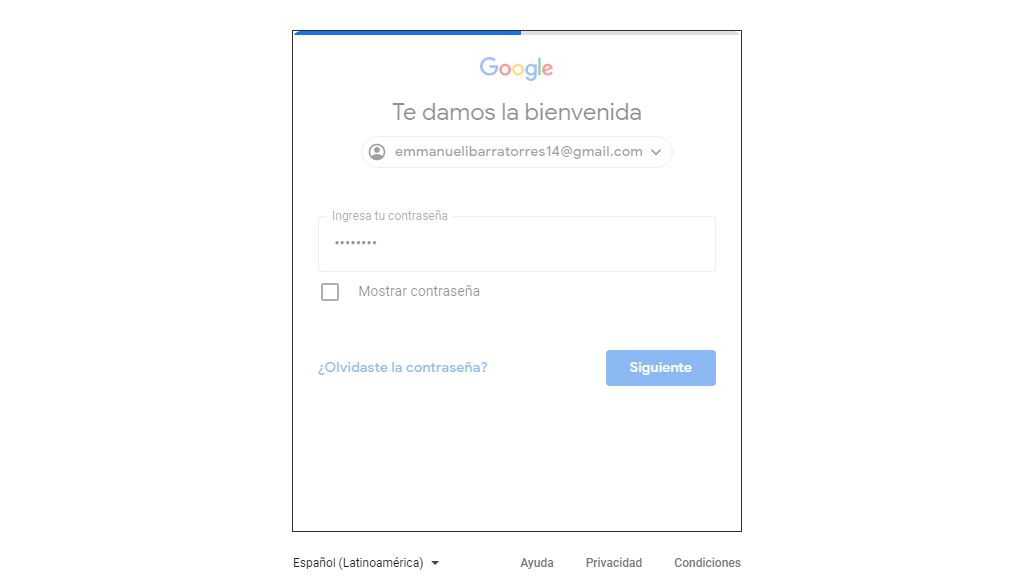 Google
Te damos la bienvenida
emmanuelibarratorres14@gmail.com
Ingresa tu contraseña
••••••••
Mostrar contraseña
¿Olvidaste la contraseña?
Siguiente
Español (Latinoamérica)
Ayuda
Privacidad
Condiciones